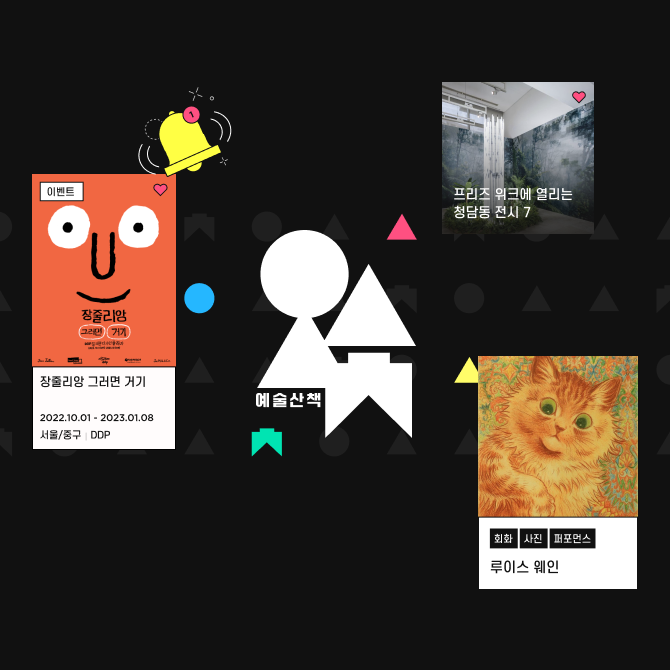 프리즈 위크에 열리는
청담동 전시 7
이벤트
장줄리앙
그러면 거기
장줄리앙 그러면 거기
2022.10.01 - 2023.01.08
서울/중구 | DDP
예술산책
회화 사진 퍼포먼스
루이스 웨인